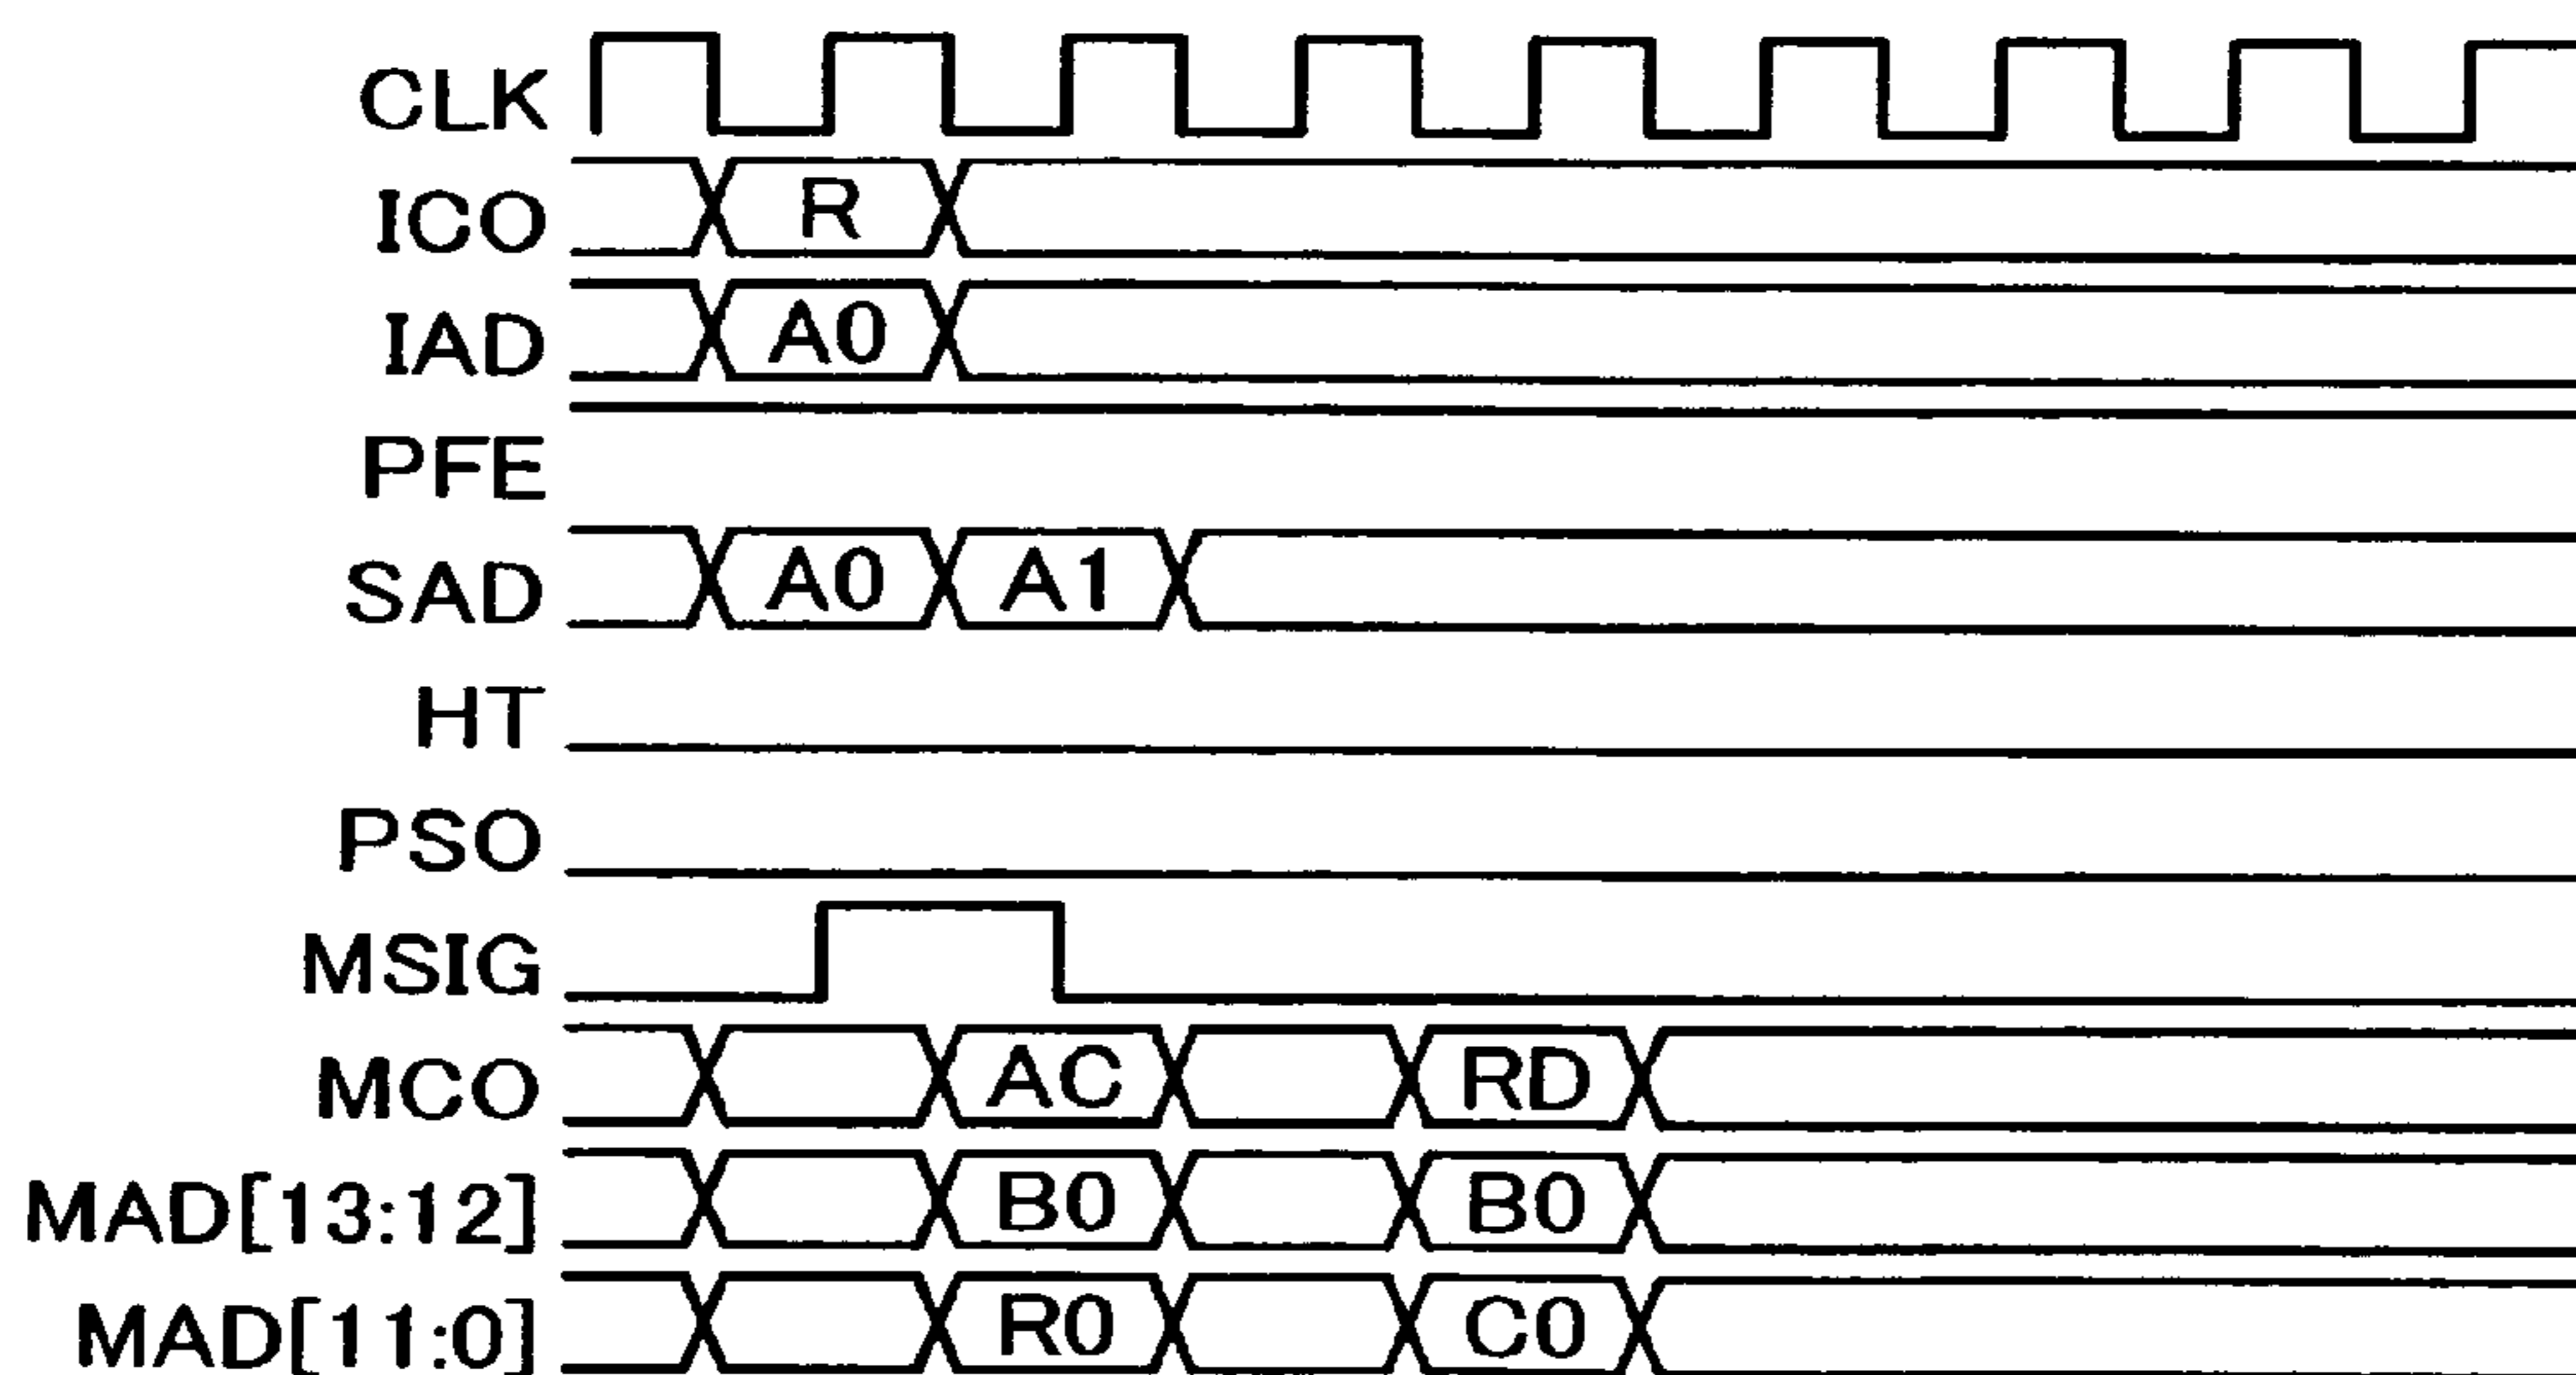 CLK
ICO R
IAD A0
PFE
SAD A0 A1
HT
PSO
MSIG
MCO AC RD
MAD[13:12] B0 B0
MAD[11:0] R0 C0